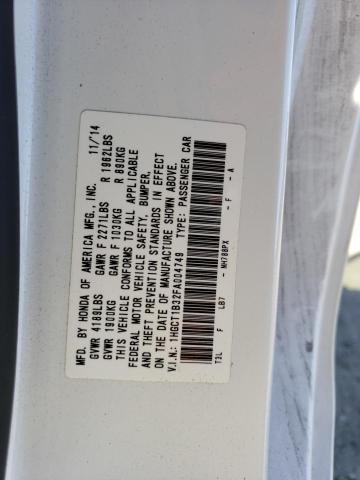 MFD. BY HONDA OF AMERICA MFG., INC. 11/14
GVWR 4189LBS GAWR F 2271LBS R 1962LBS
GVWR 1900KG GAWR F 1030KG R 890KG
THIS VEHICLE CONFORMS TO ALL APPLICABLE
FEDERAL MOTOR VEHICLE SAFETY, BUMPER,
AND THEFT PREVENTION STANDARDS IN EFFECT
ON THE DATE OF MANUFACTURE SHOWN ABOVE.
V.I.N.: 1HGCT1B32FA004749 TYPE: PASSENGER CAR
F LB7 - NH788PX - F - A
T3L